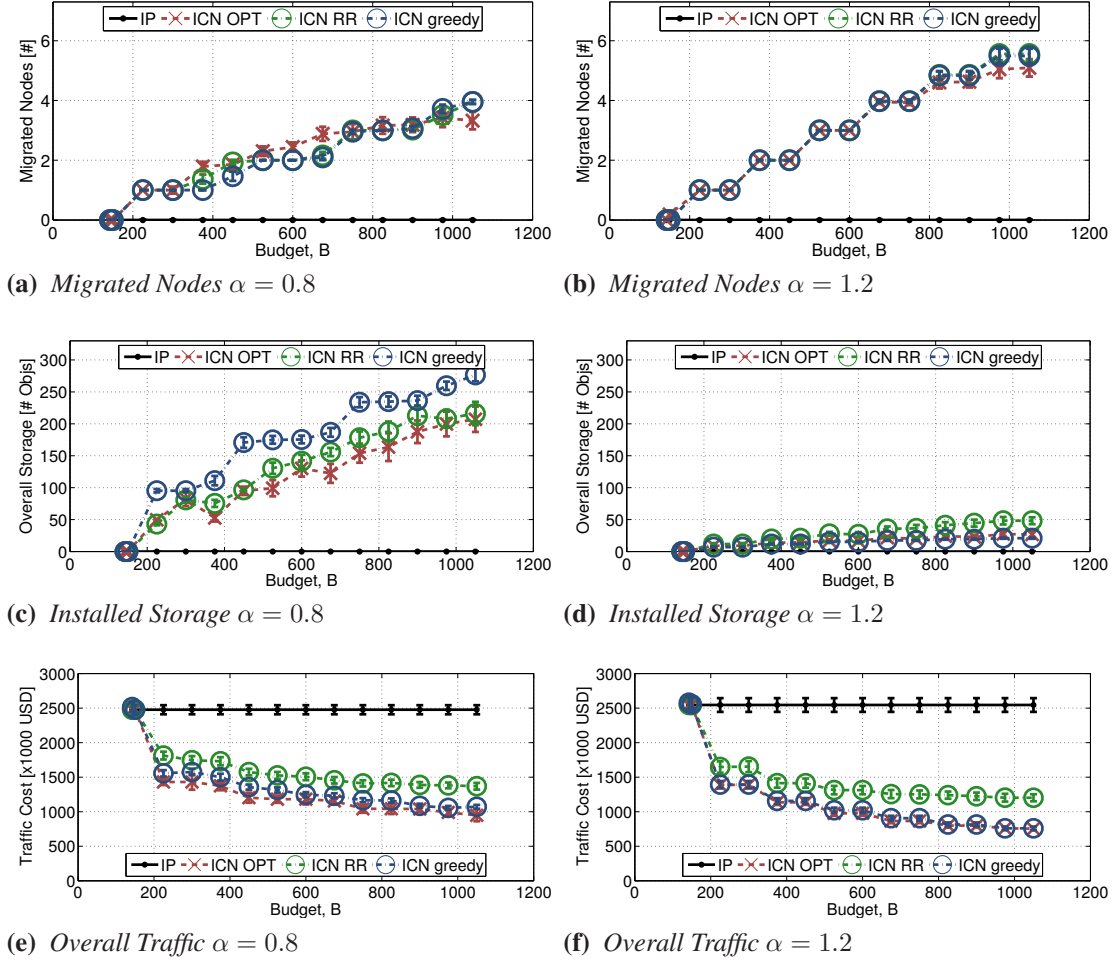 IP ICN OPT ICN RR ICN greedy
Migrated Nodes [#]
6
4
2
0
0 200 400 600 800 1000 1200
Budget, B
(a) Migrated Nodes α = 0.8
IP ICN OPT ICN RR ICN greedy
Migrated Nodes [#]
6
4
2
0
0 200 400 600 800 1000 1200
Budget, B
(b) Migrated Nodes α = 1.2
IP ICN OPT ICN RR ICN greedy
Overall Storage [# Objs]
300
250
200
150
100
50
0
0 200 400 600 800 1000 1200
Budget, B
(c) Installed Storage α = 0.8
IP ICN OPT ICN RR ICN greedy
Overall Storage [# Objs]
300
250
200
150
100
50
0
0 200 400 600 800 1000 1200
Budget, B
(d) Installed Storage α = 1.2
Traffic Cost [x1000 USD]
3000
2500
2000
1500
1000
500
0
IP ICN OPT ICN RR ICN greedy
0 200 400 600 800 1000 1200
Budget, B
(e) Overall Traffic α = 0.8
Traffic Cost [x1000 USD]
3000
2500
2000
1500
1000
500
0
IP ICN OPT ICN RR ICN greedy
0 200 400 600 800 1000 1200
Budget, B
(f) Overall Traffic α = 1.2